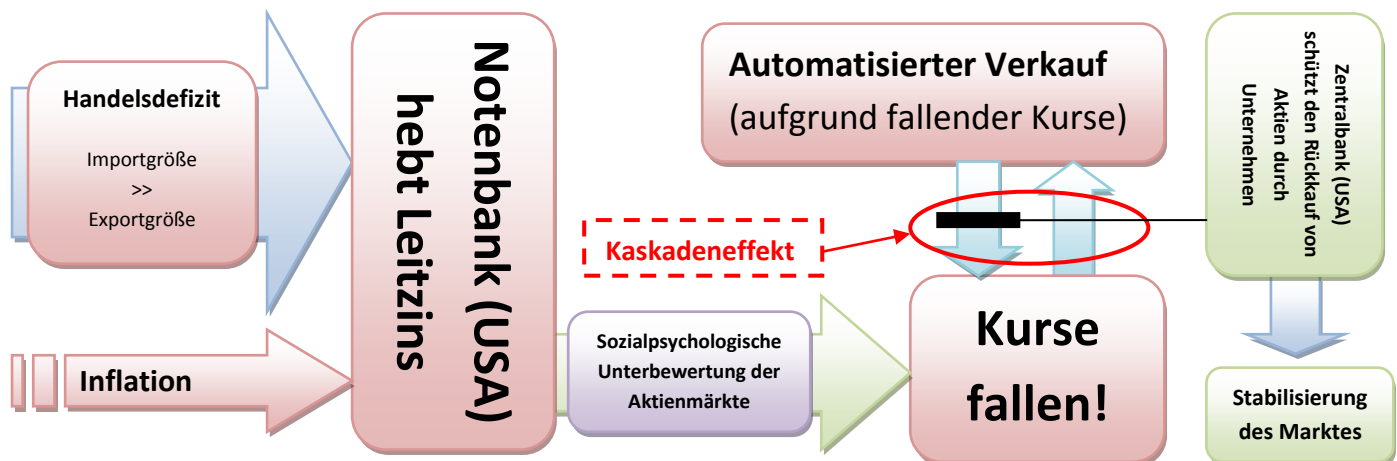 Handelsdefizit
Importgröße
>>
Exportgröße
Inflation
Notenbank (USA)
hebt Leitzins
Sozialpsychologische
Unterbewertung der
Aktienmärkte
Automatisierter Verkauf
(aufgrund fallender Kurse)
Kaskadeneffekt
Kurse
fallen!
Zentralbank (USA)
schützt den Rückkauf von
Aktien durch
Unternehmen
Stabilisierung
des Marktes